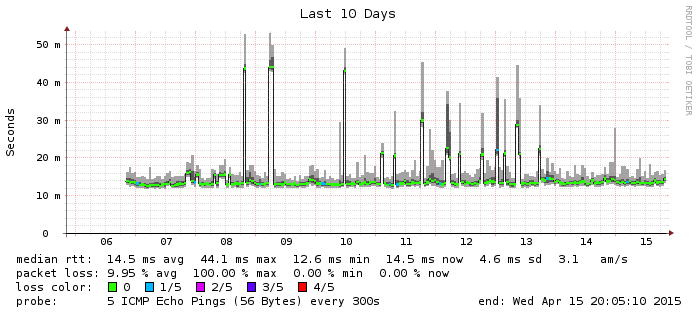 Last 10 Days
RRDTOOL / TOBI OETIKER
Seconds
50 m
40 m
30 m
20 m
10 m
0
06 07 08 09 10 11 12 13 14 15
median rtt: 14.5 ms avg 44.1 ms max 12.6 ms min 14.5 ms now 4.6 ms sd 3.1 am/s
packet loss: 9.95 % avg 100.00 % max 0.00 % min 0.00 % now
loss color: 0 1/5 2/5 3/5 4/5
probe: 5 ICMP Echo Pings (56 Bytes) every 300s end: Wed Apr 15 20:05:10 2015